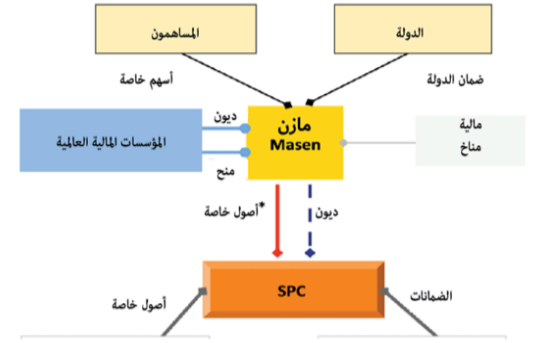 المساهمون
الدولة
أسهم خاصة
ضمان الدولة
المؤسسات المالية العالمية
ديون
منح
مازن
Masen
مالية
مناخ
*أصول خاصة
ديون
SPC
أصول خاصة
الضمانات